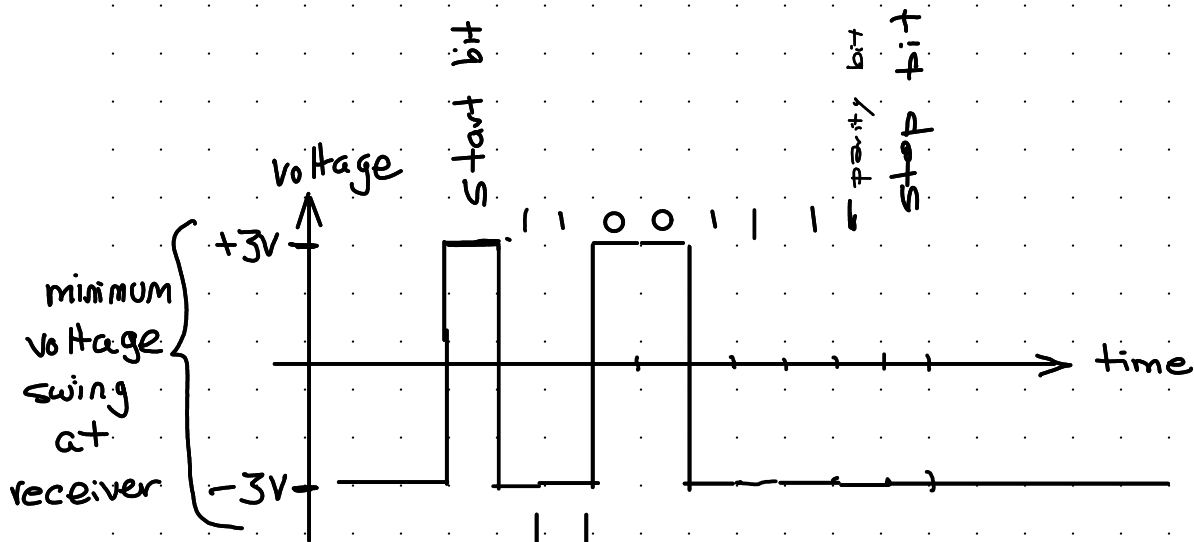 start bit
parity bit
stop bit
voltage
1 1 0 0 1 1 1 1
+3V
minimum
voltage
swing
at
receiver
-3V
time